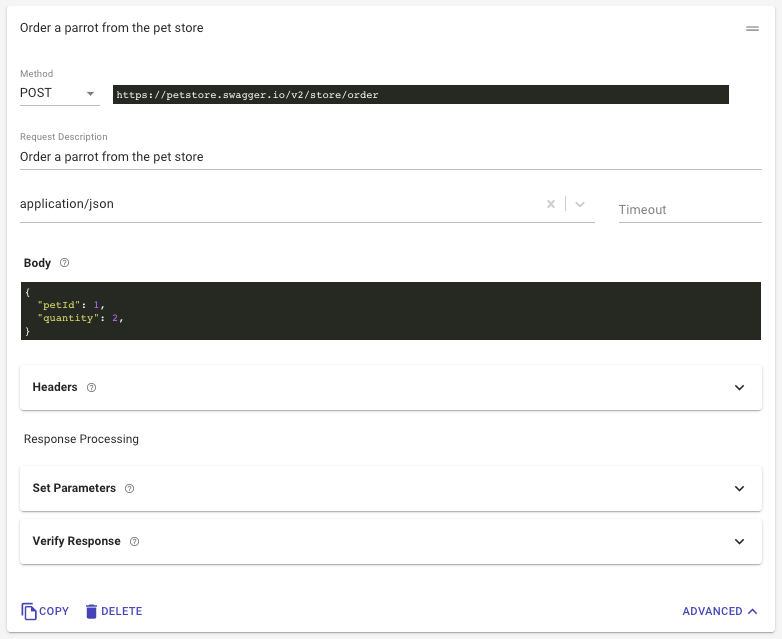 Order a parrot from the pet store
Method
POST
https://petstore.swagger.io/v2/store/order
Request Description
Order a parrot from the pet store
application/json
Timeout
Body
{
"petId": 1,
"quantity": 2,
}
Headers
Response Processing
Set Parameters
Verify Response
COPY DELETE ADVANCED